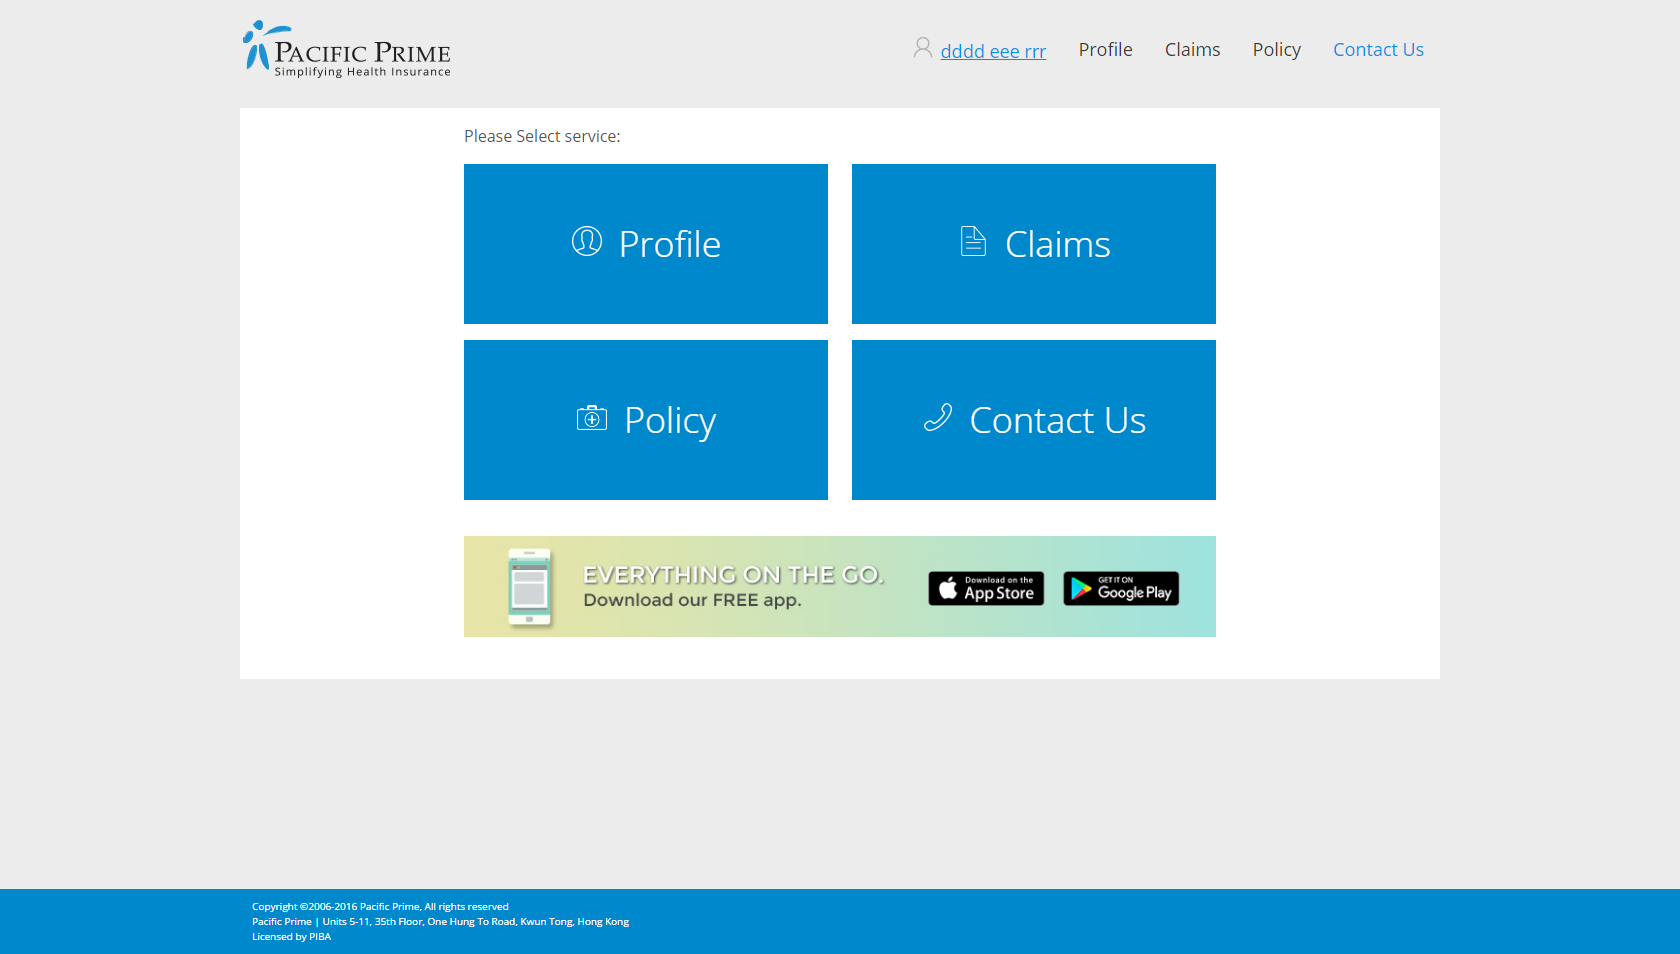 PACIFIC PRIME
Simplifying Health Insurance
dddd eee rrr
Profile
Claims
Policy
Contact Us
Please Select service:
Profile
Claims
Policy
Contact Us
EVERYTHING ON THE GO.
Download our FREE app.
Download on the
App Store
GET IT ON
Google Play
Copyright ©2006-2016 Pacific Prime, All rights reserved
Pacific Prime | Units 5-11, 35th Floor, One Hung To Road, Kwun Tong, Hong Kong
Licensed by PIBA